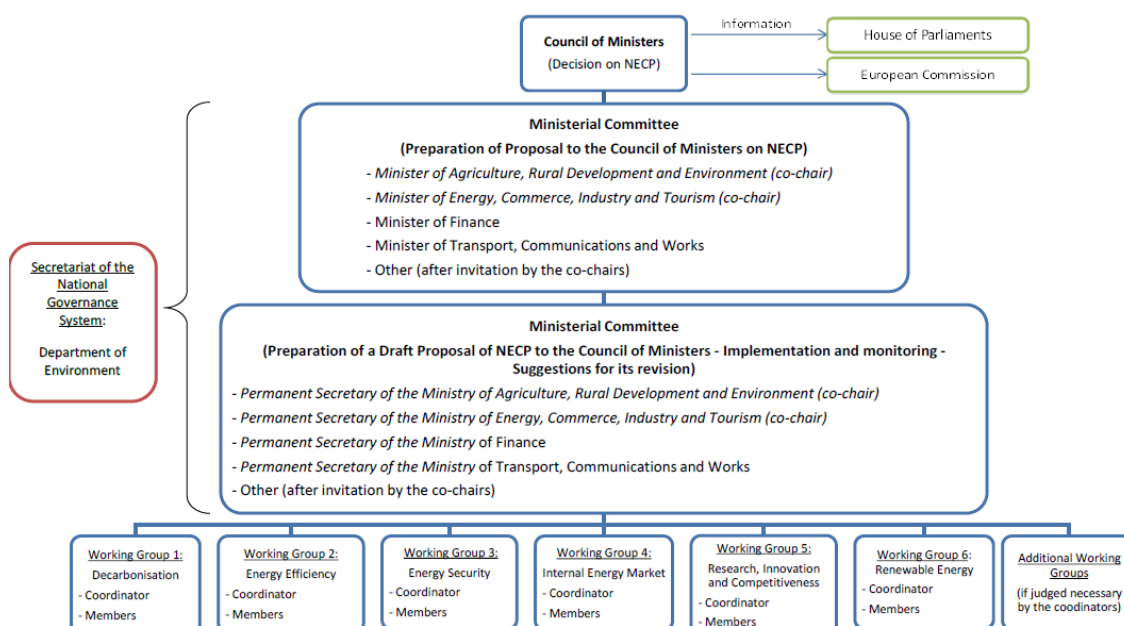 Council of Ministers
(Decision on NECP)
Information
House of Parliaments
European Commission
Ministerial Committee
(Preparation of Proposal to the Council of Ministers on NECP)
- Minister of Agriculture, Rural Development and Environment (co-chair)
- Minister of Energy, Commerce, Industry and Tourism (co-chair)
- Minister of Finance
- Minister of Transport, Communications and Works
- Other (after invitation by the co-chairs)
Secretariat of the
National
Governance
System:
Department of
Environment
Ministerial Committee
(Preparation of a Draft Proposal of NECP to the Council of Ministers - Implementation and monitoring -
Suggestions for its revision)
- Permanent Secretary of the Ministry of Agriculture, Rural Development and Environment (co-chair)
- Permanent Secretary of the Ministry of Energy, Commerce, Industry and Tourism (co-chair)
- Permanent Secretary of the Ministry of Finance
- Permanent Secretary of the Ministry of Transport, Communications and Works
- Other (after invitation by the co-chairs)
Working Group 1:
Decarbonisation
- Coordinator
- Members
Working Group 2:
Energy Efficiency
- Coordinator
- Members
Working Group 3:
Energy Security
- Coordinator
- Members
Working Group 4:
Internal Energy Market
- Coordinator
- Members
Working Group 5:
Research, Innovation
and Competitiveness
- Coordinator
- Members
Working Group 6:
Renewable Energy
- Coordinator
- Members
Additional Working
Groups
(if judged necessary
by the coodinators)